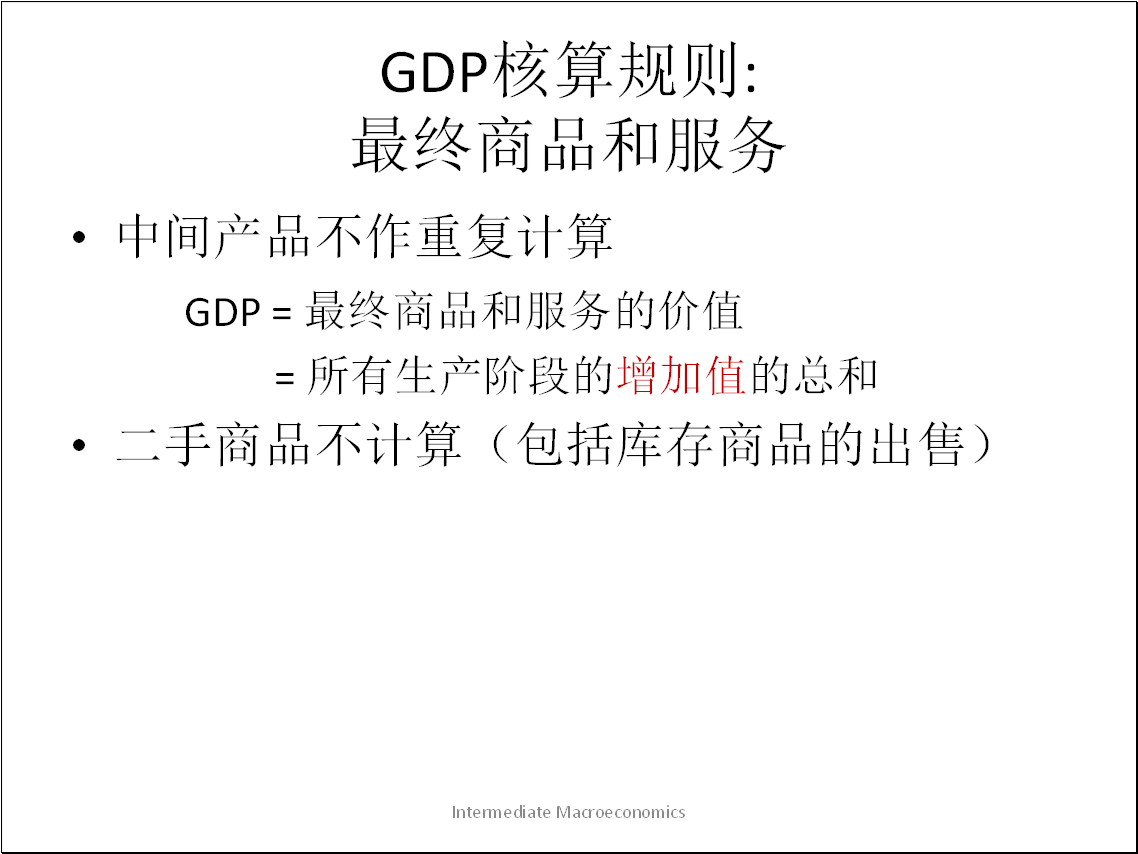 GDP核算规则:
最终商品和服务
• 中间产品不作重复计算
GDP = 最终商品和服务的价值
= 所有生产阶段的增加值的总和
• 二手商品不计算（包括库存商品的出售）
Intermediate Macroeconomics